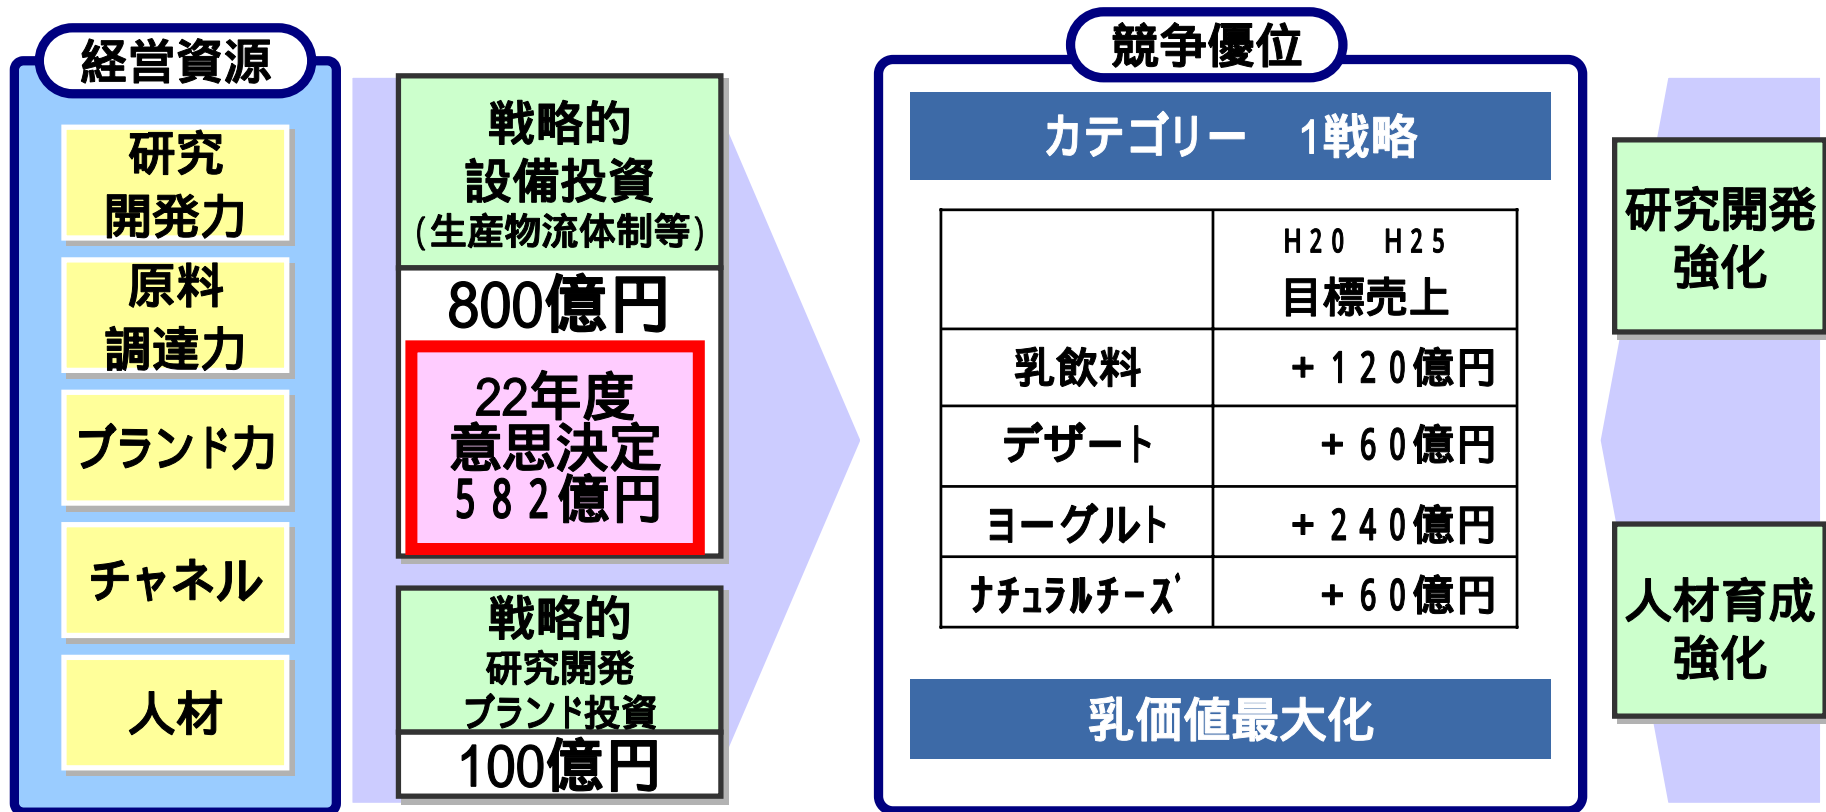 経営資源
研究
開発力
原料
調達力
ブランド力
チャネル
人材
戦略的
設備投資
(生産物流体制等)
800億円
22年度
意思決定
582億円
戦略的
研究開発
ブランド投資
100億円
競争優位
カテゴリー 1戦略
H20 H25
目標売上
乳飲料 +120億円
デザート +60億円
ヨーグルト +240億円
ﾅﾁｭﾗﾙﾁｰｽﾞ +60億円
乳価値最大化
研究開発
強化
人材育成
強化